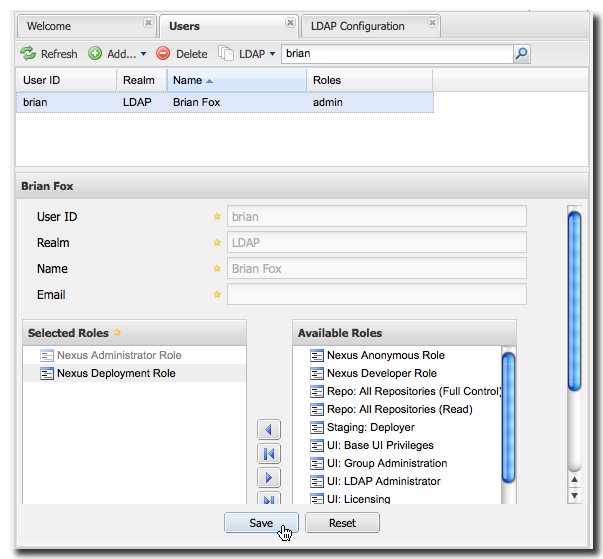 Welcome Users LDAP Configuration
Refresh Add... Delete LDAP brian
User ID Realm Name Roles
brian LDAP Brian Fox admin
Brian Fox
User ID brian
Realm LDAP
Name Brian Fox
Email
Selected Roles Available Roles
Nexus Administrator Role Nexus Anonymous Role
Nexus Deployment Role Nexus Developer Role
Repo: All Repositories (Full Control)
Repo: All Repositories (Read)
Staging: Deployer
UI: Base UI Privileges
UI: Group Administration
UI: LDAP Administrator
UI: Licensing
Save Reset